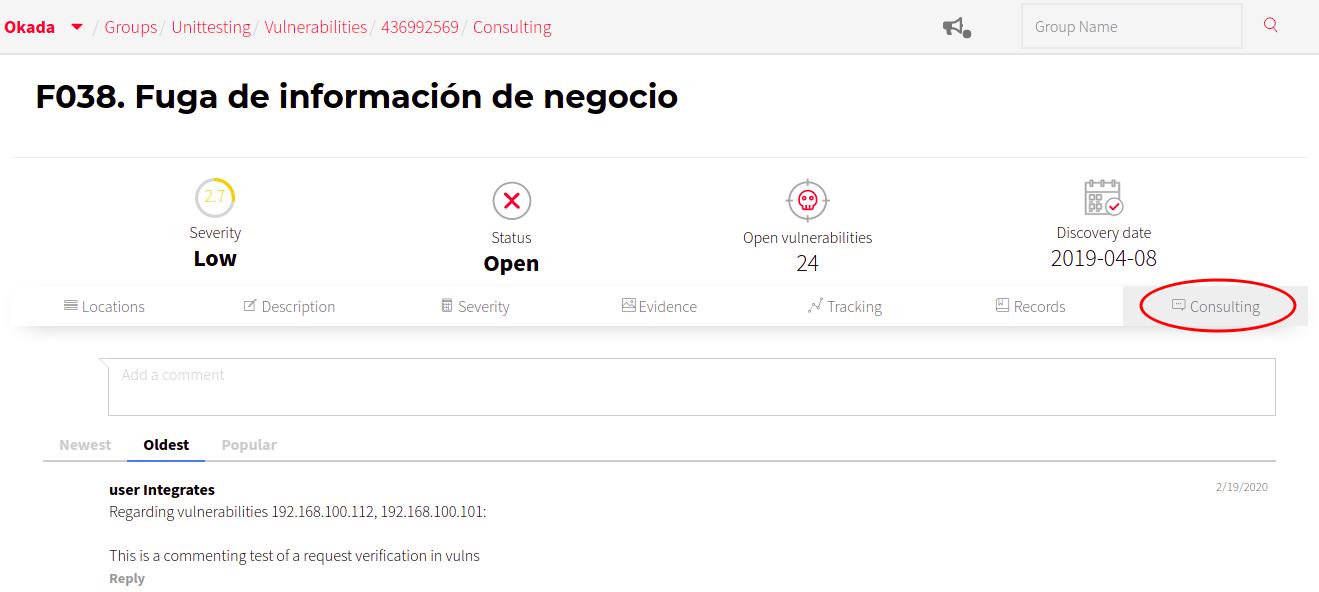 Okada / Groups / Unittesting / Vulnerabilities / 436992569 / Consulting Group Name
F038. Fuga de información de negocio
2.7
Severity Status Open vulnerabilities Discovery date
Low Open 24 2019-04-08
Locations Description Severity Evidence Tracking Records Consulting
Add a comment
Newest Oldest Popular
user Integrates 2/19/2020
Regarding vulnerabilities 192.168.100.112, 192.168.100.101:
This is a commenting test of a request verification in vulns
Reply